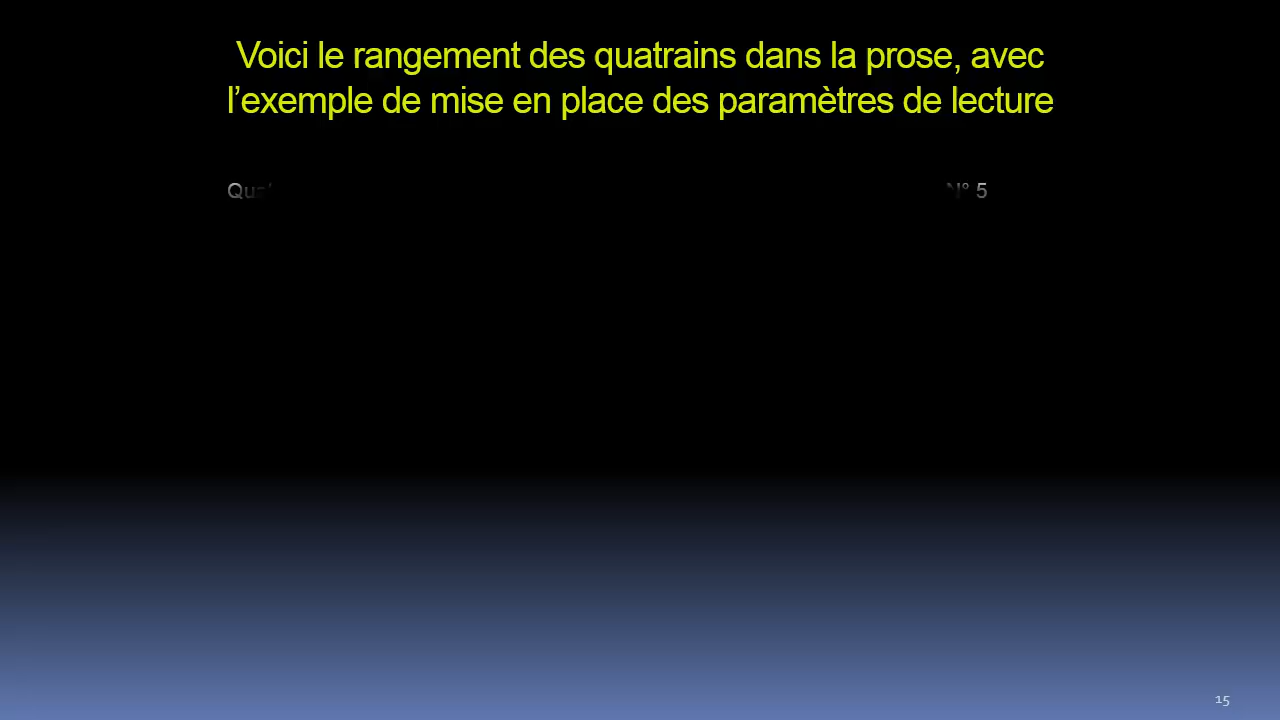 Voici le rangement des quatrains dans la prose, avec
l’exemple de mise en place des paramètres de lecture
N° 5
15